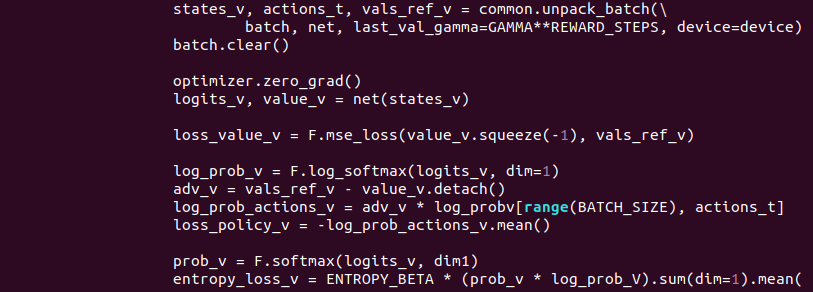 states_v, actions_t, vals_ref_v = common.unpack_batch(\
batch, net, last_val_gamma=GAMMA**REWARD_STEPS, device=device)
batch.clear()
optimizer.zero_grad()
logits_v, value_v = net(states_v)
loss_value_v = F.mse_loss(value_v.squeeze(-1), vals_ref_v)
log_prob_v = F.log_softmax(logits_v, dim=1)
adv_v = vals_ref_v - value_v.detach()
log_prob_actions_v = adv_v * log_probv[range(BATCH_SIZE), actions_t]
loss_policy_v = -log_prob_actions_v.mean()
prob_v = F.softmax(logits_v, dim1)
entropy_loss_v = ENTROPY_BETA * (prob_v * log_prob_V).sum(dim=1).mean(